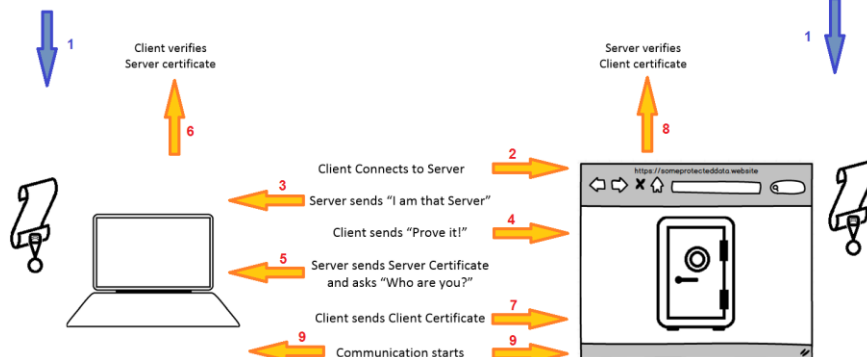 1
Client verifies
Server certificate
6
Server verifies
Client certificate
8
1
Client Connects to Server
2
https://someprotecteddata.website
3
Server sends “I am that Server”
Client sends “Prove it!”
4
5
Server sends Server Certificate
and asks “Who are you?”
Client sends Client Certificate
7
9
Communication starts
9